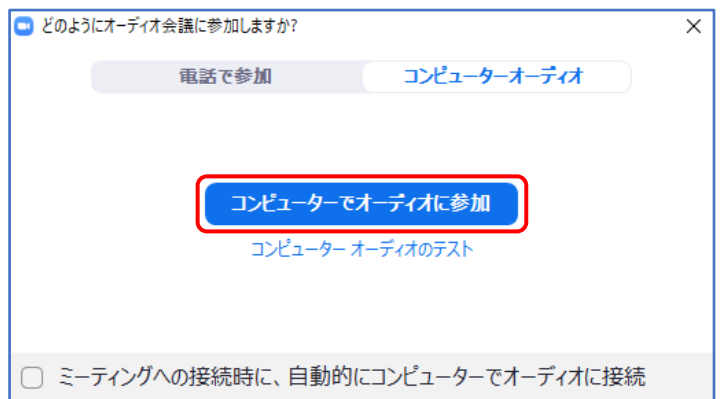 どのようにオーディオ会議に参加しますか?
電話で参加 コンピューターオーディオ
コンピューターでオーディオに参加
コンピューター オーディオのテスト
ミーティングへの接続時に、自動的にコンピューターでオーディオに接続